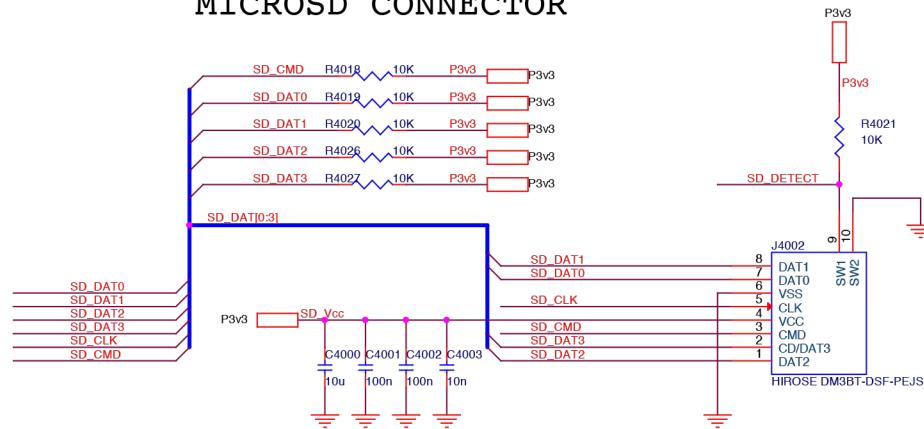 MICROSD CONNECTOR
P3v3
P3v3
SD_CMD R4018 10K P3v3 P3v3
SD_DAT0 R4019 10K P3v3 P3v3
SD_DAT1 R4020 10K P3v3 P3v3
SD_DAT2 R4026 10K P3v3 P3v3
SD_DAT3 R4027 10K P3v3 P3v3
R4021
10K
SD_DETECT
SD_DAT[0:3]
9 10
J4002
SW1 SW2
SD_DAT1 8 DAT1
SD_DAT0 7 DAT0
6 VSS
SD_CLK 5 CLK
4 VCC
SD_CMD 3 CMD
SD_DAT3 2 CD/DAT3
SD_DAT2 1 DAT2
HIROSE DM3BT-DSF-PEJS
SD_DAT0
SD_DAT1
SD_DAT2
SD_DAT3
SD_CLK
SD_CMD
P3v3 SD_Vcc
C4000 C4001 C4002 C4003
10u 100n 100n 10n